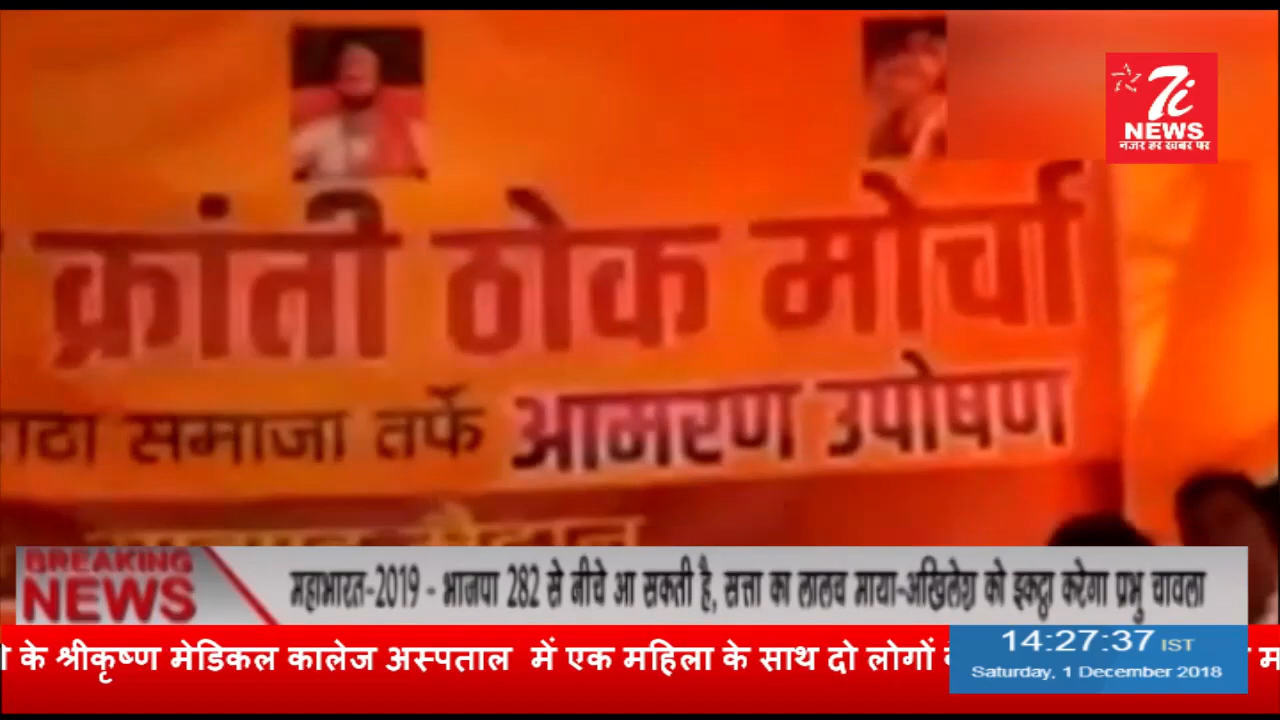 7i
NEWS
नजर हर खबर पर
क्रांती ठोक मोर्चा
समाजा तर्फे आमरण उपोषण
BREAKING
NEWS
महाभारत-2019 - भाजपा 282 से नीचे आ सकती है, सत्ता का लालच माया-अखिलेश को इकट्ठा करेगा प्रभु चावला
के श्रीकृष्ण मेडिकल कालेज अस्पताल में एक महिला के साथ दो लोगों
14:27:37 IST
Saturday, 1 December 2018